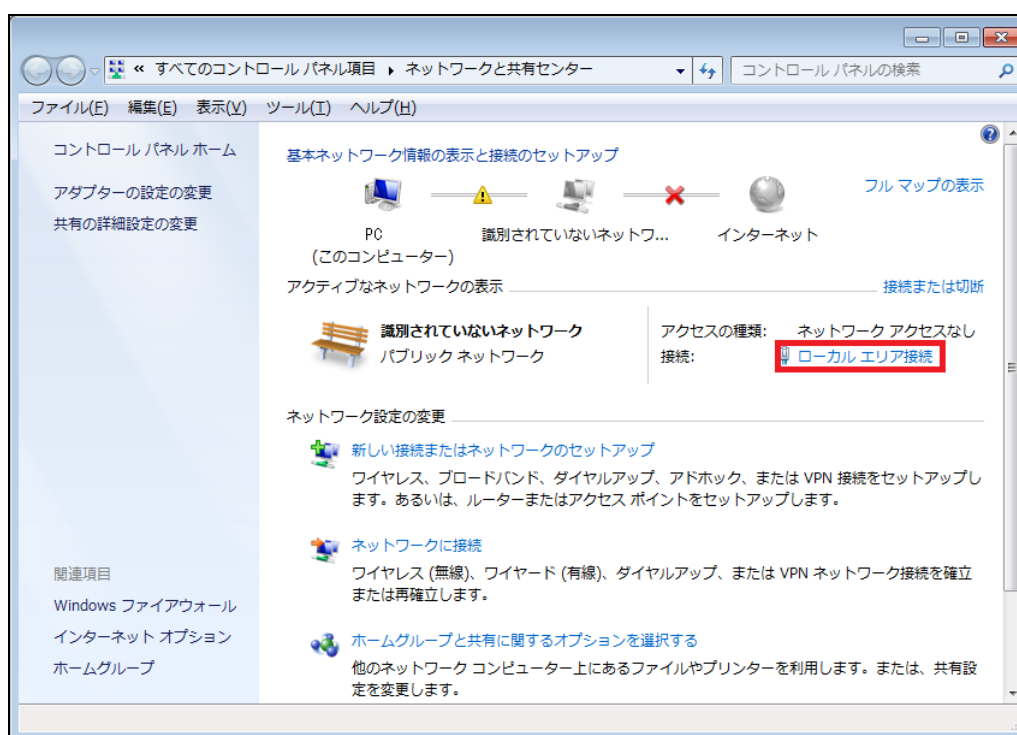 « すべてのコントロール パネル項目 ▸ ネットワークと共有センター
コントロール パネルの検索
ファイル(F) 編集(E) 表示(V) ツール(T) ヘルプ(H)
コントロール パネル ホーム
アダプターの設定の変更
共有の詳細設定の変更
基本ネットワーク情報の表示と接続のセットアップ
フル マップの表示
PC
(このコンピューター)
識別されていないネットワ...
インターネット
アクティブなネットワークの表示
接続または切断
識別されていないネットワーク
パブリック ネットワーク
アクセスの種類: ネットワーク アクセスなし
接続: ローカル エリア接続
ネットワーク設定の変更
新しい接続またはネットワークのセットアップ
ワイヤレス、ブロードバンド、ダイヤルアップ、アドホック、または VPN 接続をセットアップし
ます。あるいは、ルーターまたはアクセス ポイントをセットアップします。
ネットワークに接続
ワイヤレス (無線)、ワイヤード (有線)、ダイヤルアップ、または VPN ネットワーク接続を確立
または再確立します。
ホームグループと共有に関するオプションを選択する
他のネットワーク コンピューター上にあるファイルやプリンターを利用します。または、共有設
定を変更します。
関連項目
Windows ファイアウォール
インターネット オプション
ホームグループ